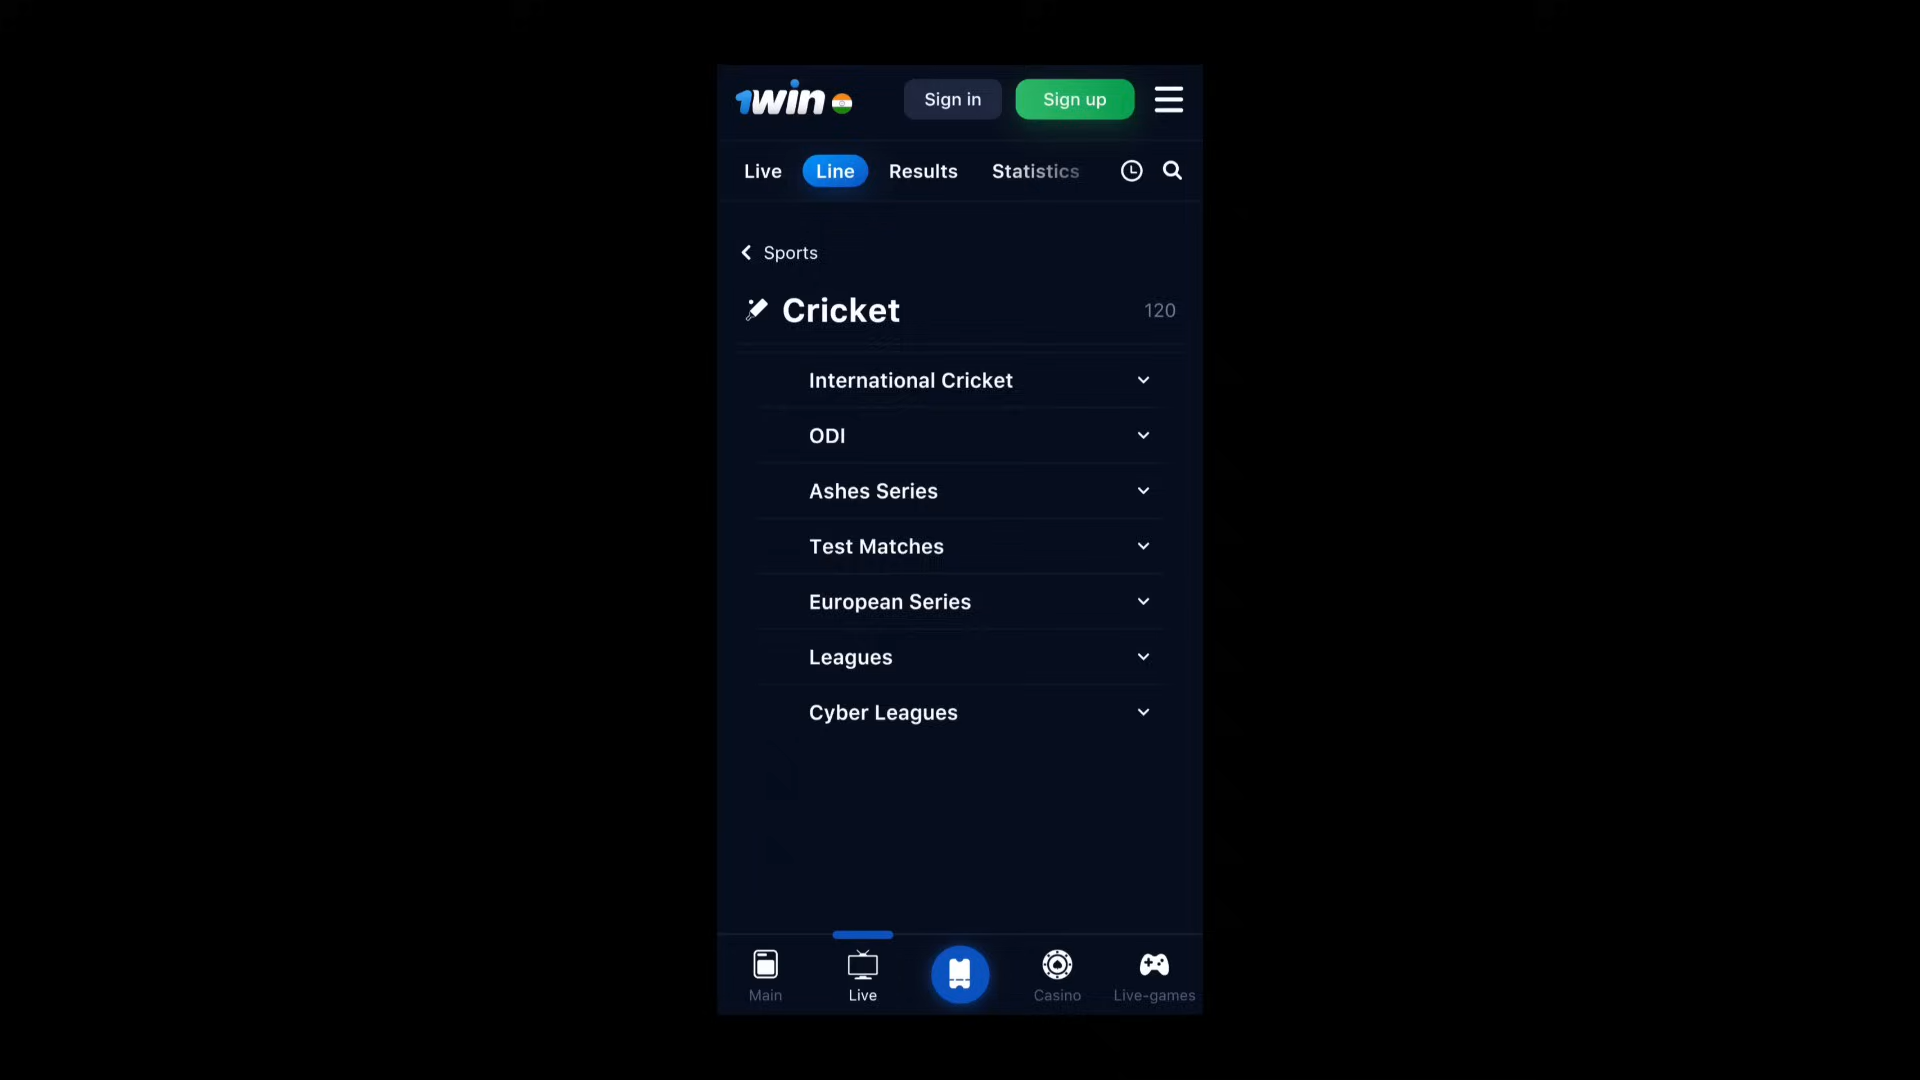 1win
Sign in
Sign up
Live
Line
Results
Statistics
Sports
Cricket
120
International Cricket
ODI
Ashes Series
Test Matches
European Series
Leagues
Cyber Leagues
Main
Live
Casino
Live-games